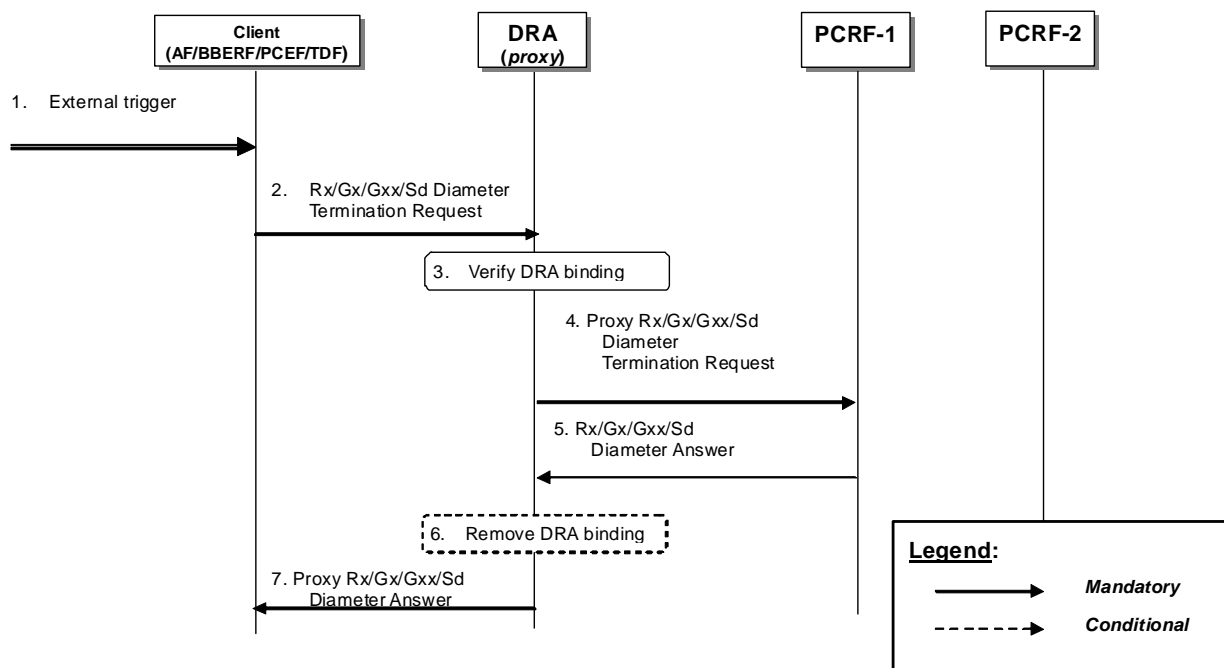 Client
(AF/BBERF/PCEF/TDF)
DRA
(proxy)
PCRF-1
PCRF-2
1. External trigger
2. Rx/Gx/Gxx/Sd Diameter
Termination Request
3. Verify DRA binding
4. Proxy Rx/Gx/Gxx/Sd
Diameter
Termination Request
5. Rx/Gx/Gxx/Sd
Diameter Answer
6. Remove DRA binding
7. Proxy Rx/Gx/Gxx/Sd
Diameter Answer
Legend:
Mandatory
Conditional